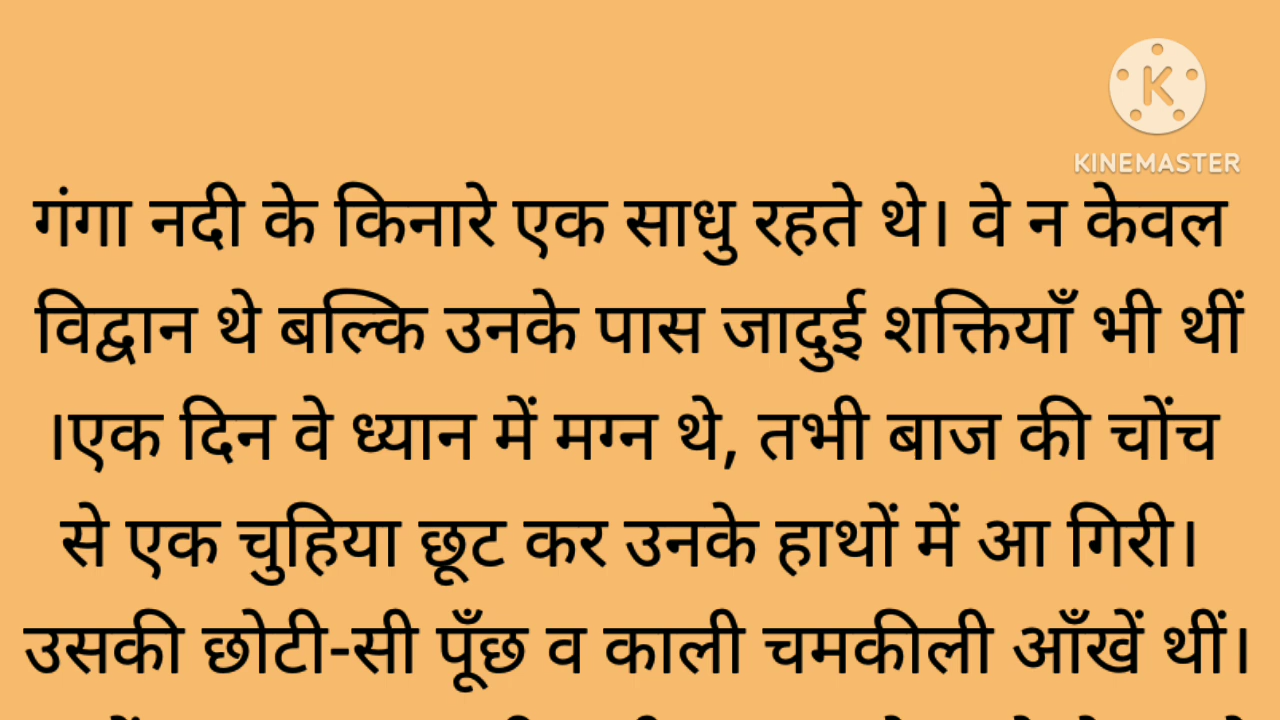 K
KINEMASTER
गंगा नदी के किनारे एक साधु रहते थे। वे न केवल
विद्वान थे बल्कि उनके पास जादुई शक्तियाँ भी थीं
।एक दिन वे ध्यान में मग्न थे, तभी बाज की चोंच
से एक चुहिया छूट कर उनके हाथों में आ गिरी।
उसकी छोटी-सी पूँछ व काली चमकीली आँखें थीं।